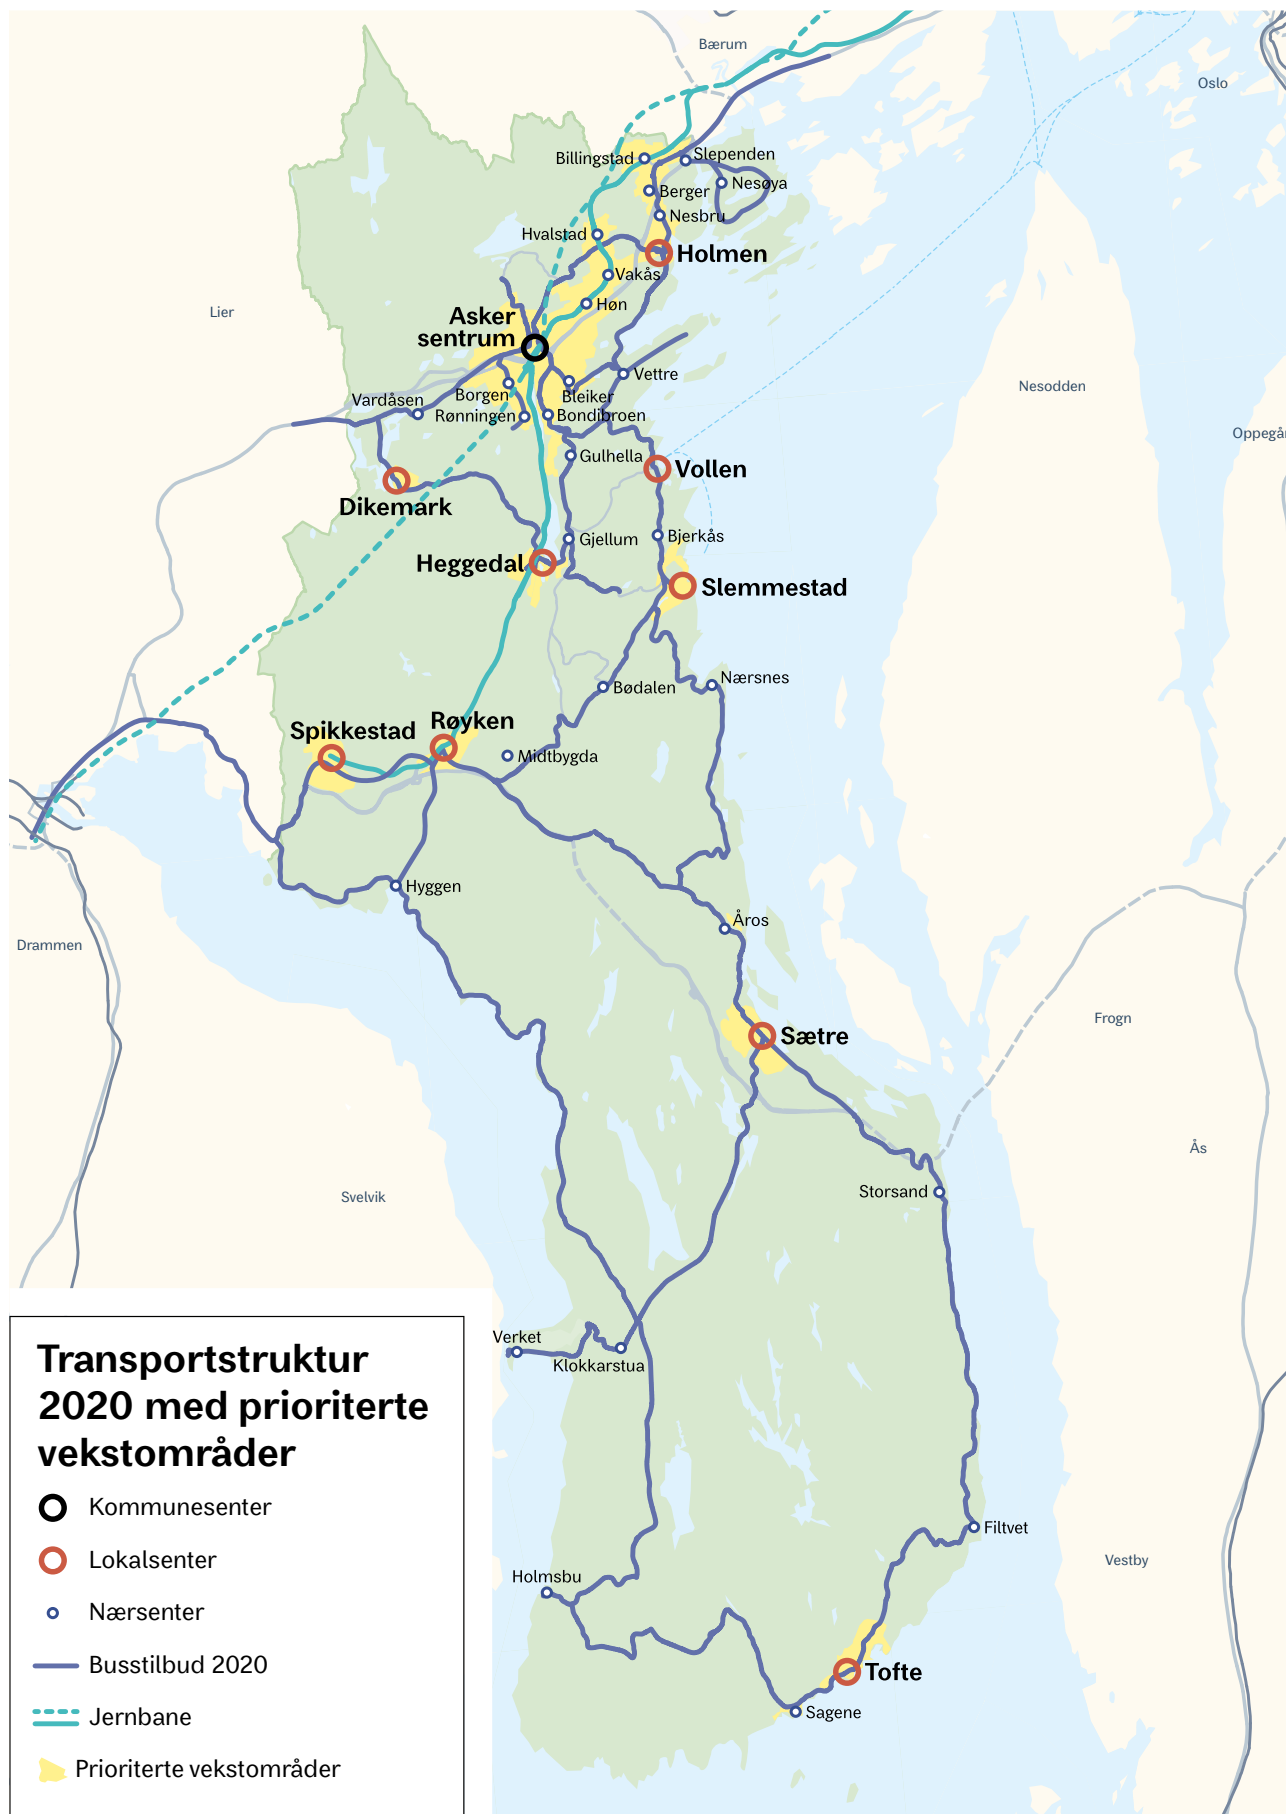 Bærum
Oslo
Billingstad
Slependen
Berger
Nesøya
Nesbru
Hvalstad
Holmen
Vakås
Høn
Lier
Asker
sentrum
Vettre
Nesodden
Bleiker
Borgen
Vardåsen
Rønningen
Bondibroen
Gulhella
Vollen
Dikemark
Bjerkås
Gjellum
Heggedal
Slemmestad
Nærsnes
Bødalen
Røyken
Spikkestad
Midtbygda
Hyggen
Åros
Drammen
Frogn
Sætre
Ås
Storsand
Svelvik
Verket
Klokkarstua
Filtvet
Vestby
Holmsbu
Tofte
Sagene
Transportstruktur
2020 med prioriterte
vekstområder
Kommunesenter
Lokalsenter
Nærsenter
Busstilbud 2020
Jernbane
Prioriterte vekstområder